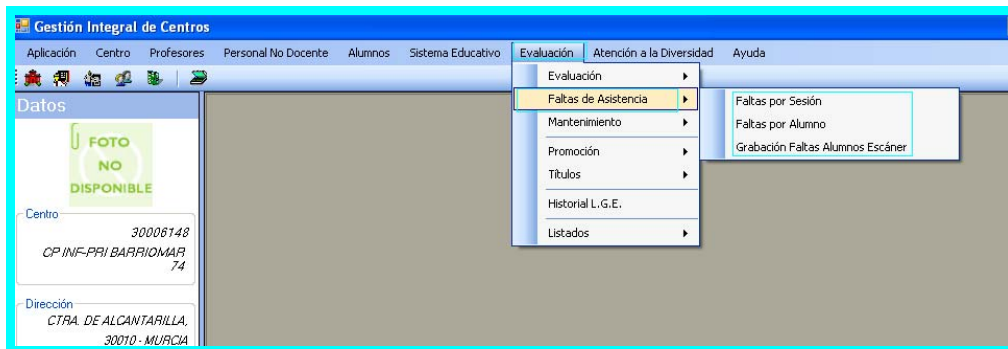 Gestión Integral de Centros
Aplicación Centro Profesores Personal No Docente Alumnos Sistema Educativo Evaluación Atención a la Diversidad Ayuda
Datos
FOTO
NO
DISPONIBLE
Centro
30006148
CP INF-PRI BARRIOMAR
74
Dirección
CTRA. DE ALCANTARILLA,
30010 - MURCIA
Evaluación
Faltas de Asistencia
Mantenimiento
Promoción
Títulos
Historial L.G.E.
Listados
Faltas por Sesión
Faltas por Alumno
Grabación Faltas Alumnos Escáner